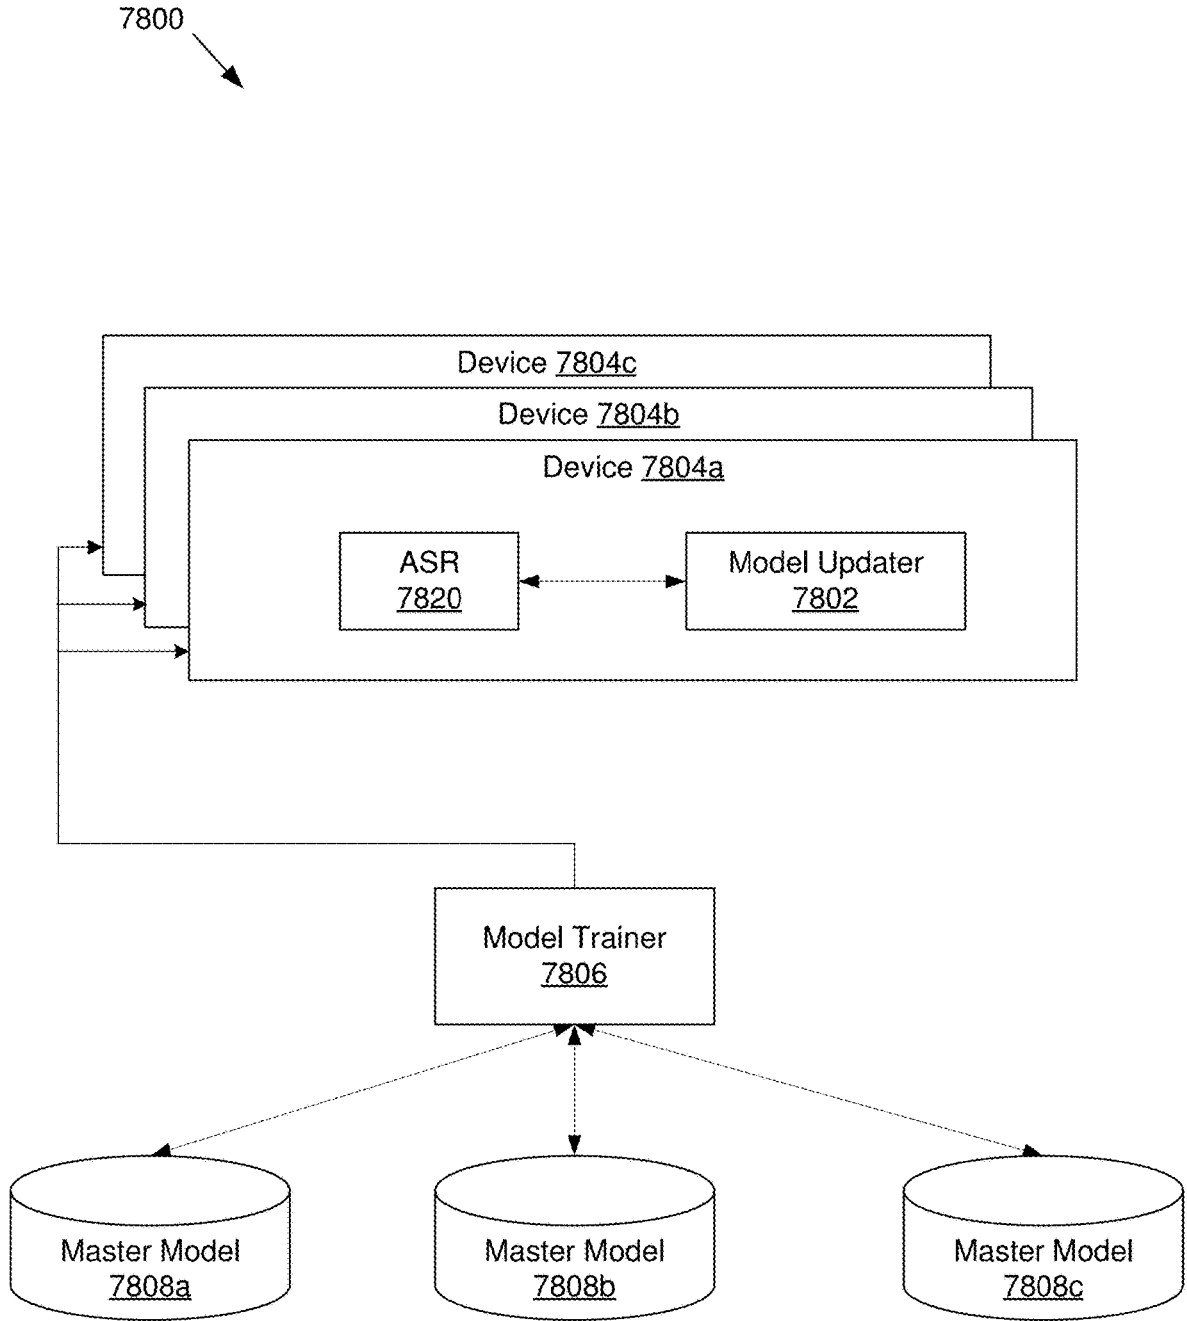 7800
Device 7804c
Device 7804b
Device 7804a
ASR
7820
Model Updater
7802
Model Trainer
7806
Master Model
7808a
Master Model
7808b
Master Model
7808c